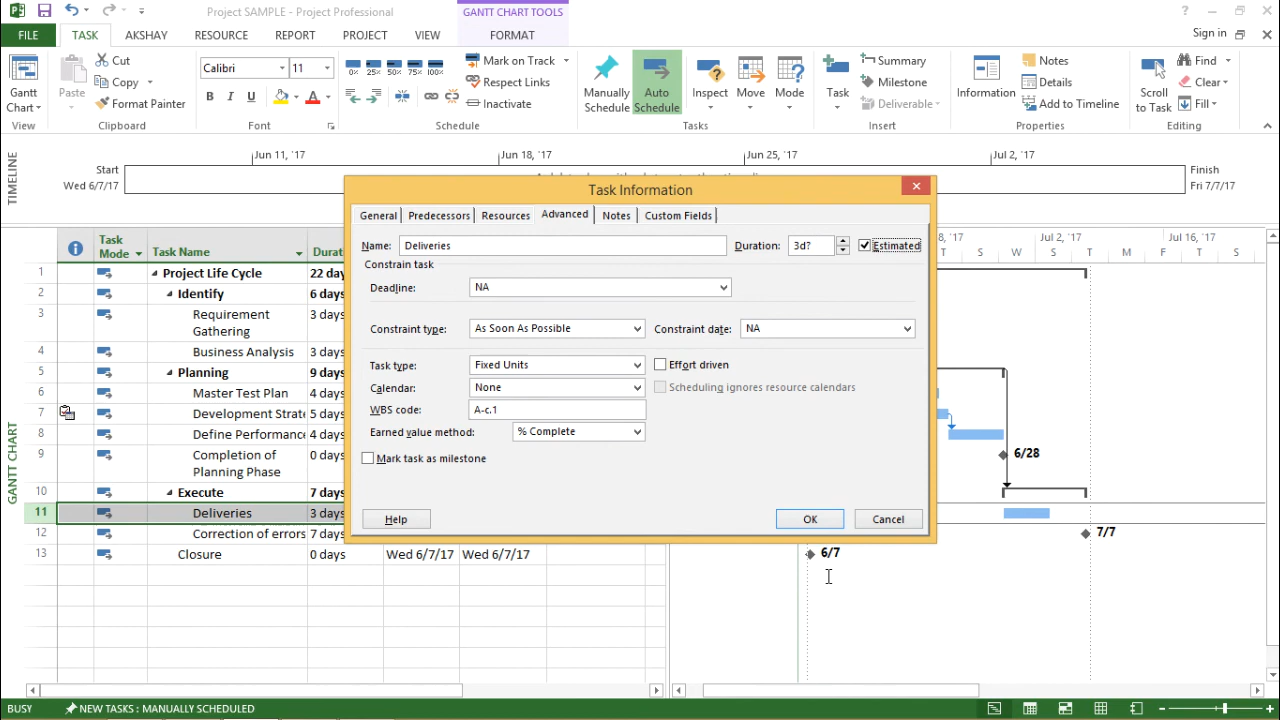 Project SAMPLE - Project Professional
GANTT CHART TOOLS
Sign in
FILE
TASK
AKSHAY
RESOURCE
REPORT
PROJECT
VIEW
FORMAT
Gantt
Chart
View
Paste
Cut
Copy
Format Painter
Clipboard
Calibri
11
B I U
A
Font
0%
25%
50%
75%
100%
Mark on Track
Respect Links
Inactivate
Schedule
Manually
Schedule
Auto
Schedule
Inspect
Move
Mode
Tasks
Task
Summary
Milestone
Deliverable
Insert
Information
Notes
Details
Add to Timeline
Properties
Scroll
to Task
Find
Clear
Fill
Editing
TIMELINE
Start
Wed 6/7/17
Jun 11, '17
Jun 18, '17
Jun 25, '17
Jul 2, '17
Finish
Fri 7/7/17
GANTT CHART
Task
Mode
Task Name
Durat
1 Project Life Cycle 22 day
2 Identify 6 days
3 Requirement Gathering 3 days
4 Business Analysis 3 days
5 Planning 9 days
6 Master Test Plan 4 days
7 Development Strate 5 days
8 Define Performance 4 days
9 Completion of Planning Phase 0 days
10 Execute 7 days
11 Deliveries 3 days
12 Correction of errors 7 days
13 Closure 0 days Wed 6/7/17 Wed 6/7/17
Task Information
General
Predecessors
Resources
Advanced
Notes
Custom Fields
Name: Deliveries
Duration: 3d?
Estimated
Constrain task
Deadline: NA
Constraint type: As Soon As Possible
Constraint date: NA
Task type: Fixed Units
Effort driven
Calendar: None
Scheduling ignores resource calendars
WBS code: A-c.1
Earned value method: % Complete
Mark task as milestone
Help
OK
Cancel
8, '17
Jul 2, '17
Jul 16, '17
T S W T M F T S
6/28
7/7
6/7
BUSY
NEW TASKS : MANUALLY SCHEDULED